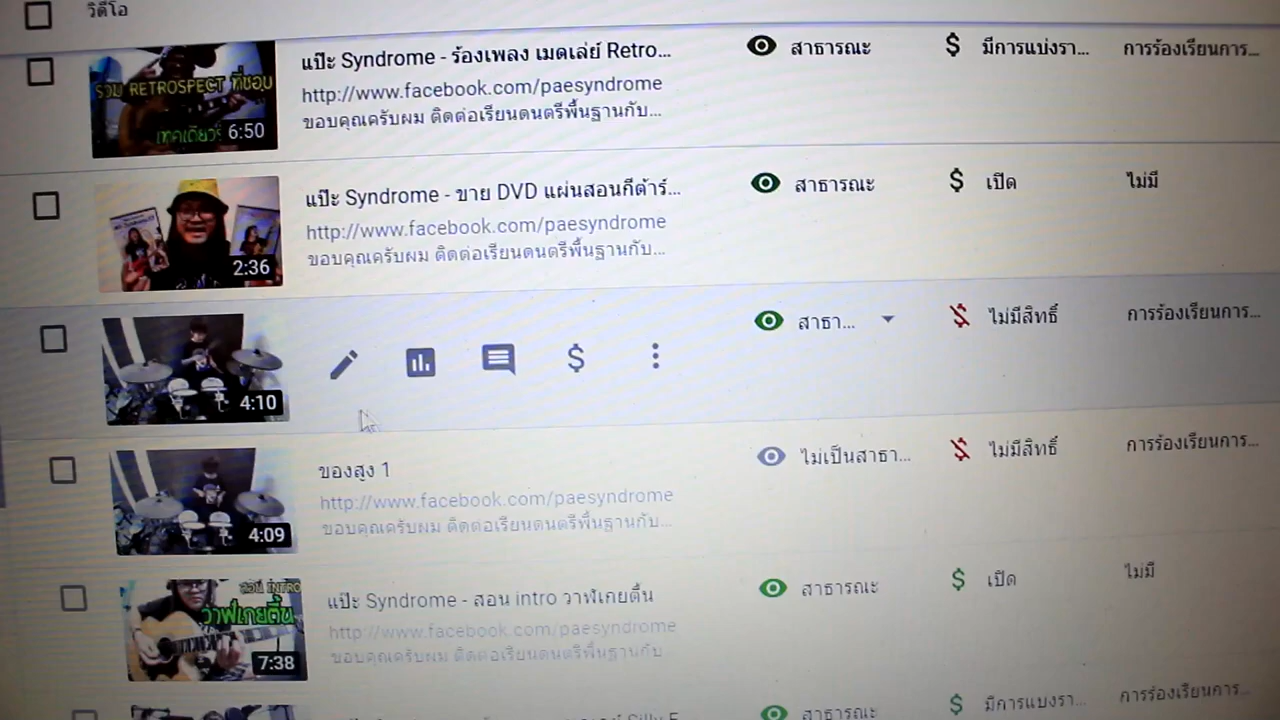 วิดีโอ
แป๊ะ Syndrome - ร้องเพลง เมดเล่ย์ Retro...
สาธารณะ
$ มีการแบ่งรา...
การร้องเรียนการ...
รวม RETROSPECT ที่ชอบ
เทคเดียว
6:50
http://www.facebook.com/paesyndrome
ขอบคุณครับผม ติดต่อเรียนดนตรีพื้นฐานกับ...
แป๊ะ Syndrome - ขาย DVD แผ่นสอนกีต้าร์...
สาธารณะ
$ เปิด
ไม่มี
2:36
http://www.facebook.com/paesyndrome
ขอบคุณครับผม ติดต่อเรียนดนตรีพื้นฐานกับ...
4:10
$
สาธา...
ไม่มีสิทธิ์
การร้องเรียนการ...
ของสูง 1
ไม่เป็นสาธา...
ไม่มีสิทธิ์
การร้องเรียนการ...
4:09
http://www.facebook.com/paesyndrome
ขอบคุณครับผม ติดต่อเรียนดนตรีพื้นฐานกับ...
แป๊ะ Syndrome - สอน intro วาฬเกยตื้น
สาธารณะ
$ เปิด
ไม่มี
สอน INTRO
วาฬเกยตื้น
7:38
http://www.facebook.com/paesyndrome
ขอบคุณครับผม ติดต่อเรียนดนตรีพื้นฐานกับ...
สาธารณะ
$ มีการแบ่งรา...
การร้องเรียนการ...